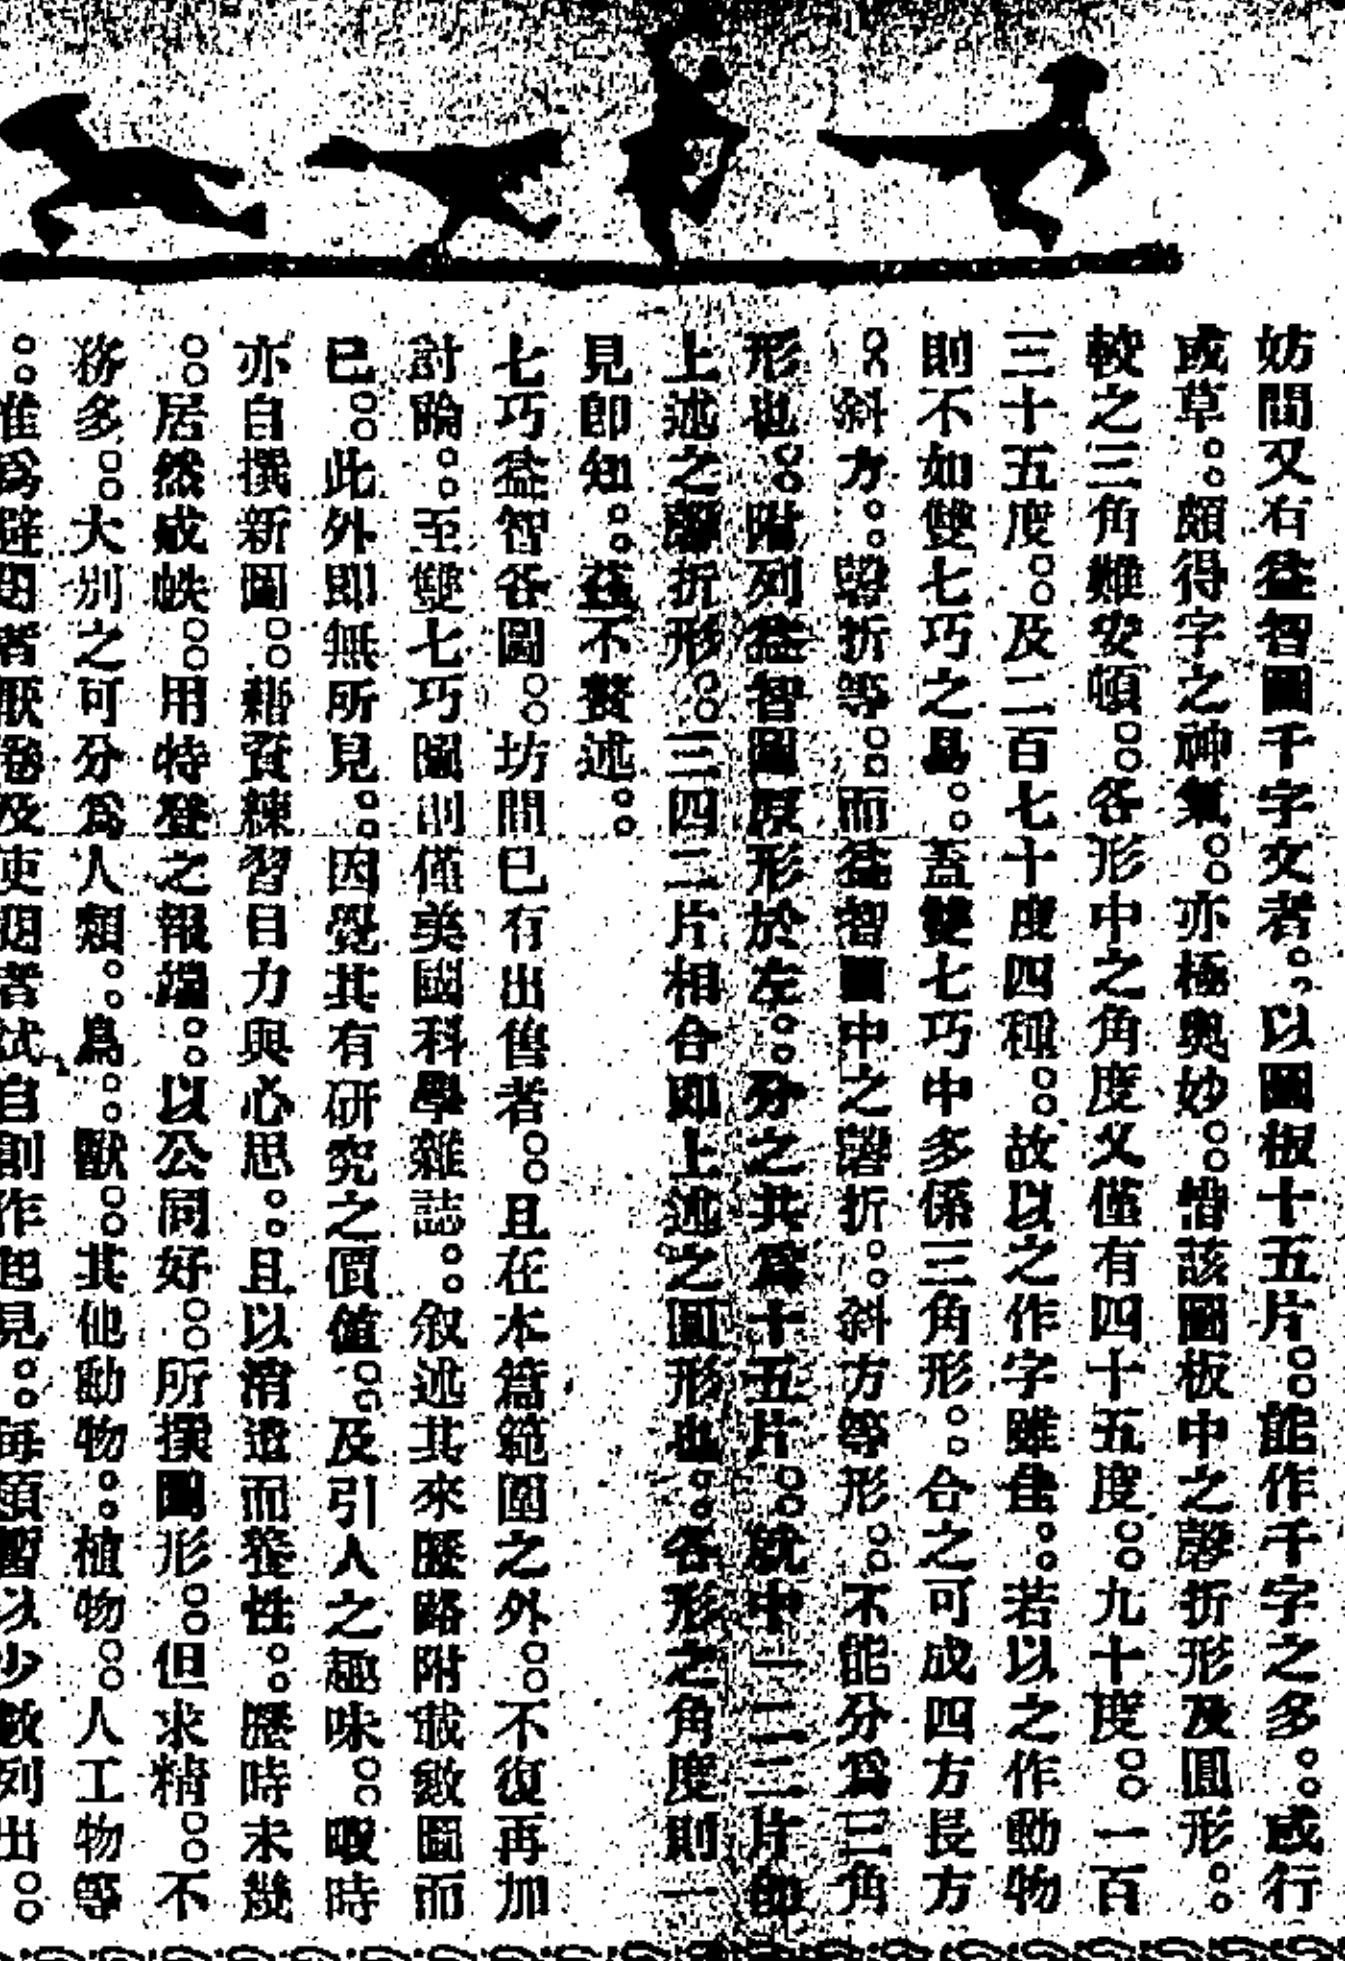 妨間又有益智圖千字文者。。以圖板十五片。。能作千字之多。。或行
或草。。頗得字之神氣。。亦極奧妙。。惜該圖板中之磬折形及圓形。。
較之三角難安頓。。各形中之角度又僅有四十五度。。九十度。。一百
三十五度。。及二百七十度四種。。故以之作字雖佳。。若以之作動物
則不如雙七巧之易。。蓋雙七巧中多係三角形。。合之可成四方長方
。。斜方。。磬折等。。而益智圖中之磬折。。斜方等形。。不能分爲三角
形也。。附列益智圖原形於左。。分之共爲十五片。。就中一二三片卽
上述之磬折形。。三四二片相合即上述之圓形也。。各形之角度則一
見卽知。。茲不贅述。。
七巧益智各圖。。坊間已有出售者。。且在本篇範圍之外。。不復再加
討論。。至雙七巧圖則僅美國科學雜誌。。叙述其來歷略附載數圖而
已。。此外即無所見。。因覺其有研究之價值。。及引人之趣味。。暇時
亦自撰新圖。。藉資練習目力與心思。。且以消遣而養性。。歷時未幾
。。居然成帙。。用特登之報端。。以公同好。。所撰圖形。。但求精。。不
務多。。大別之可分爲人類。。鳥。。獸。。其他動物。。植物。。人工物等
。。惟爲避閱者厭倦及使閱者試自創作起見。。每類暫以少數列出。。